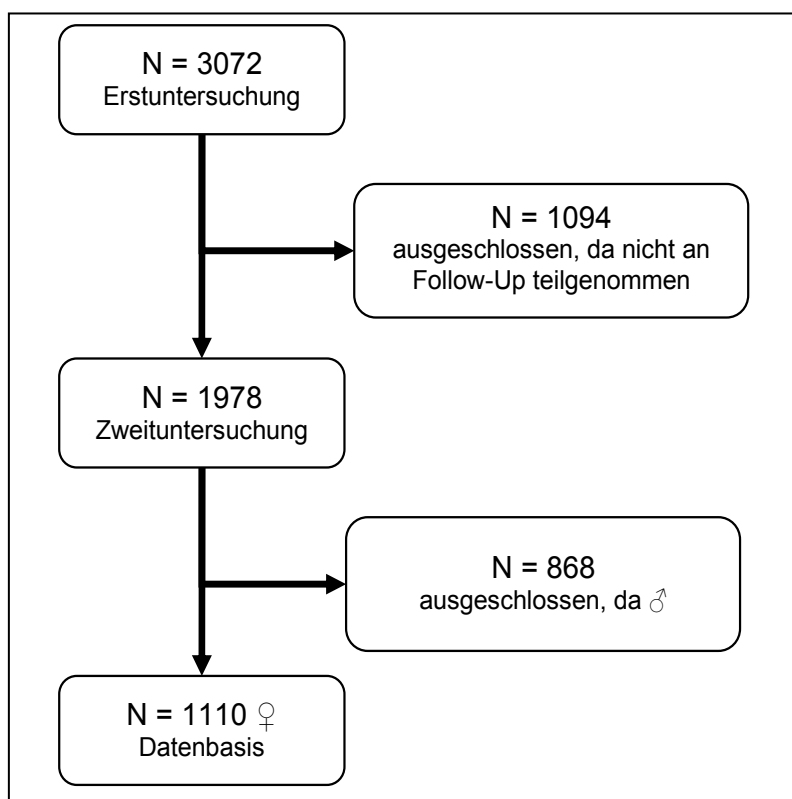 N = 3072
Erstuntersuchung
N = 1094
ausgeschlossen, da nicht an
Follow-Up teilgenommen
N = 1978
Zweituntersuchung
N = 868
ausgeschlossen, da ♂
N = 1110 ♀
Datenbasis